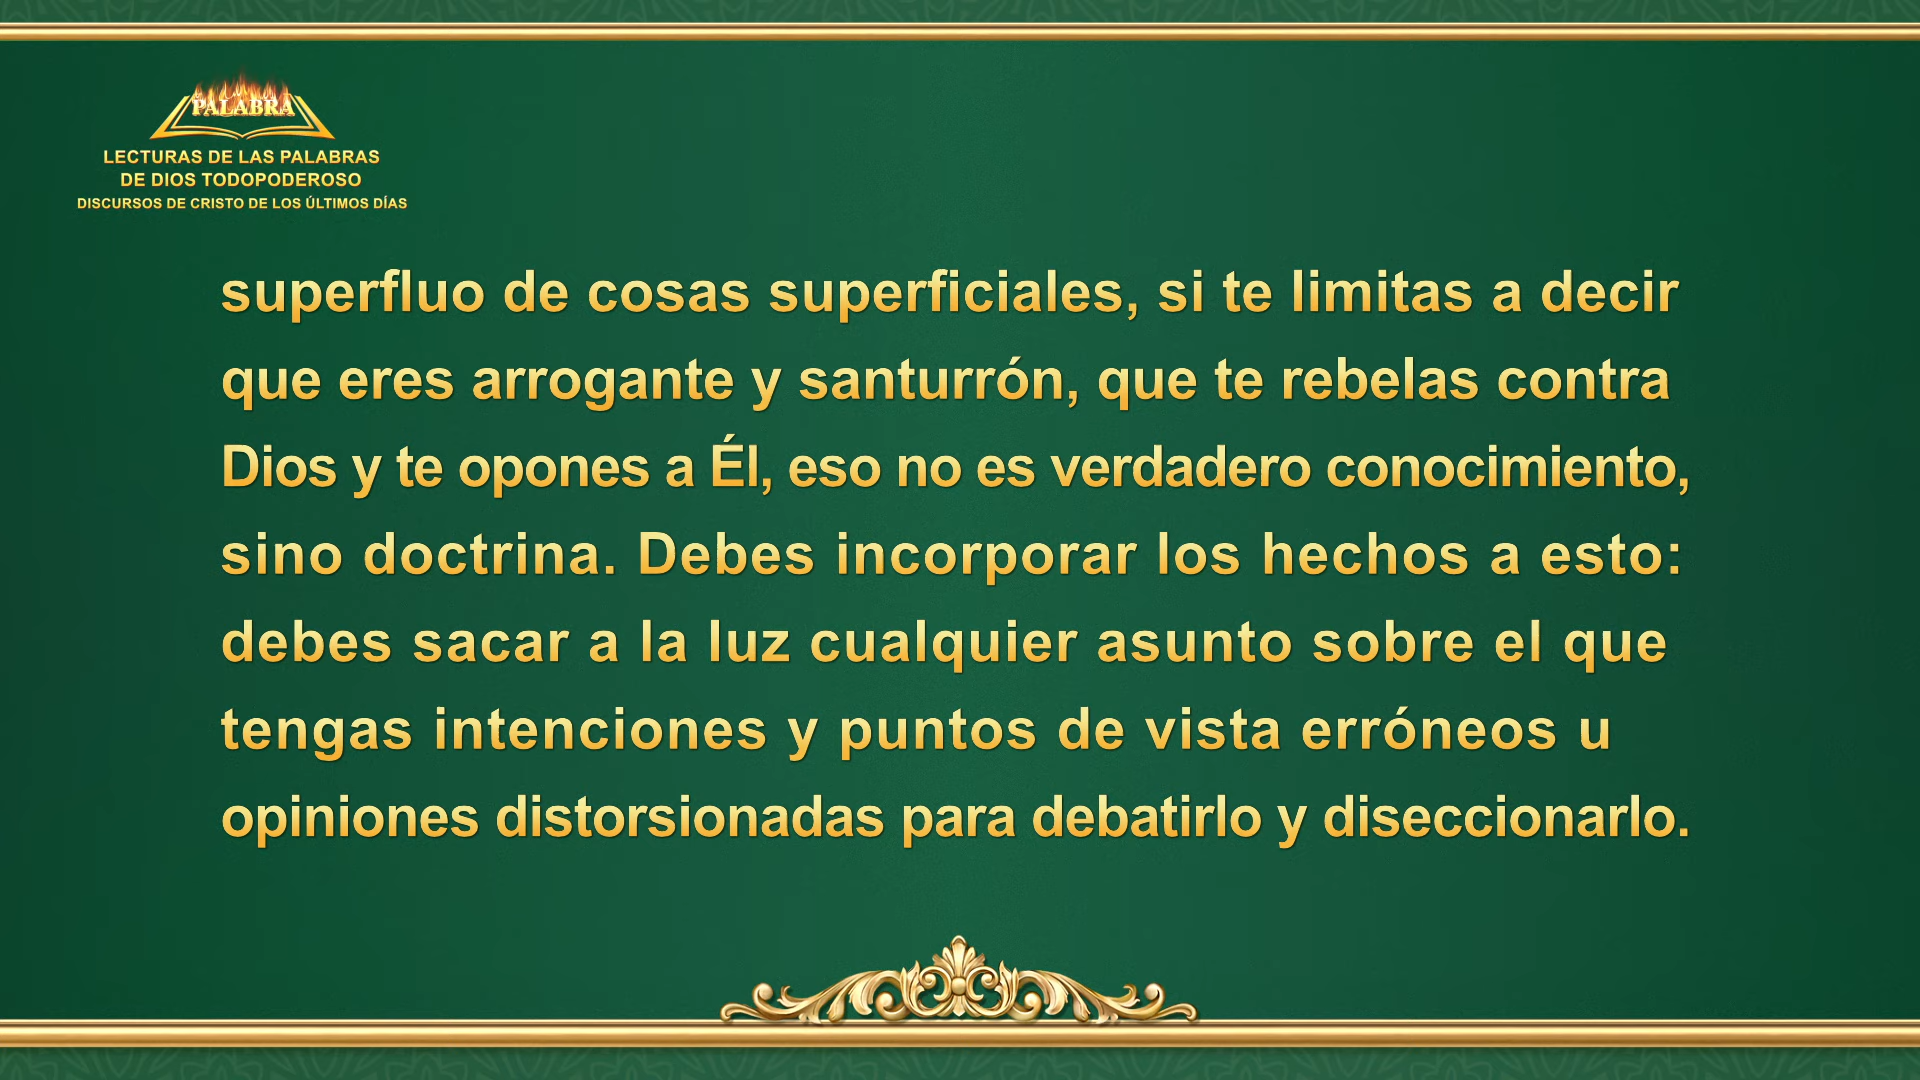 PALABRA
LECTURAS DE LAS PALABRAS
DE DIOS TODOPODEROSO
DISCURSOS DE CRISTO DE LOS ÚLTIMOS DÍAS
superfluo de cosas superficiales, si te limitas a decir
que eres arrogante y santurrón, que te rebelas contra
Dios y te opones a Él, eso no es verdadero conocimiento,
sino doctrina. Debes incorporar los hechos a esto:
debes sacar a la luz cualquier asunto sobre el que
tengas intenciones y puntos de vista erróneos u
opiniones distorsionadas para debatirlo y diseccionarlo.